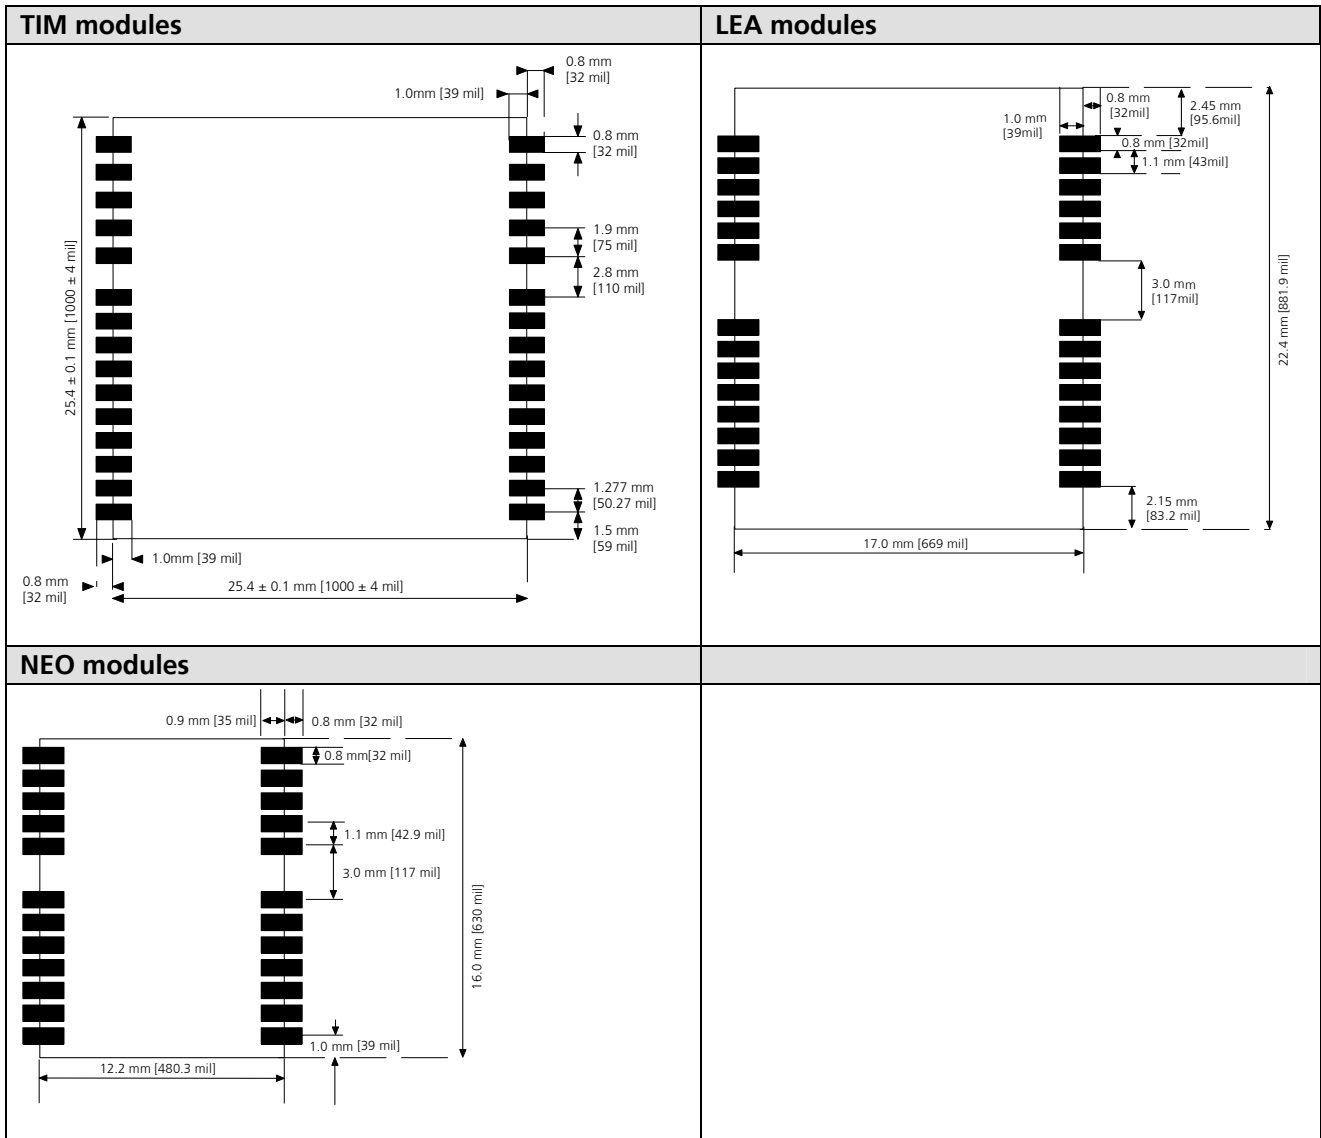 TIM modules
LEA modules
0.8 mm
[32 mil]
1.0mm [39 mil]
0.8 mm
[32 mil]
1.9 mm
[75 mil]
2.8 mm
[110 mil]
25.4 ± 0.1 mm [1000 ± 4 mil]
1.277 mm
[50.27 mil]
1.5 mm
[59 mil]
1.0mm [39 mil]
0.8 mm
[32 mil]
25.4 ± 0.1 mm [1000 ± 4 mil]
0.8 mm
[32mil]
2.45 mm
[95.6mil]
1.0 mm
[39mil]
0.8 mm [32mil]
1.1 mm [43mil]
3.0 mm
[117mil]
22.4 mm [881.9 mil]
2.15 mm
[83.2 mil]
17.0 mm [669 mil]
NEO modules
0.9 mm [35 mil]
0.8 mm [32 mil]
0.8 mm[32 mil]
1.1 mm [42.9 mil]
3.0 mm [117 mil]
16.0 mm [630 mil]
1.0 mm [39 mil]
12.2 mm [480.3 mil]